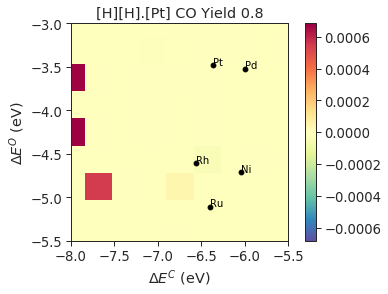 [H][H].[Pt] CO Yield 0.8
−3.0
−3.5
−4.0
−4.5
−5.0
−5.5
ΔE^O (eV)
Pt
Pd
Rh
Ni
Ru
−8.0 −7.5 −7.0 −6.5 −6.0 −5.5
ΔE^C (eV)
0.0006
0.0004
0.0002
0.0000
−0.0002
−0.0004
−0.0006